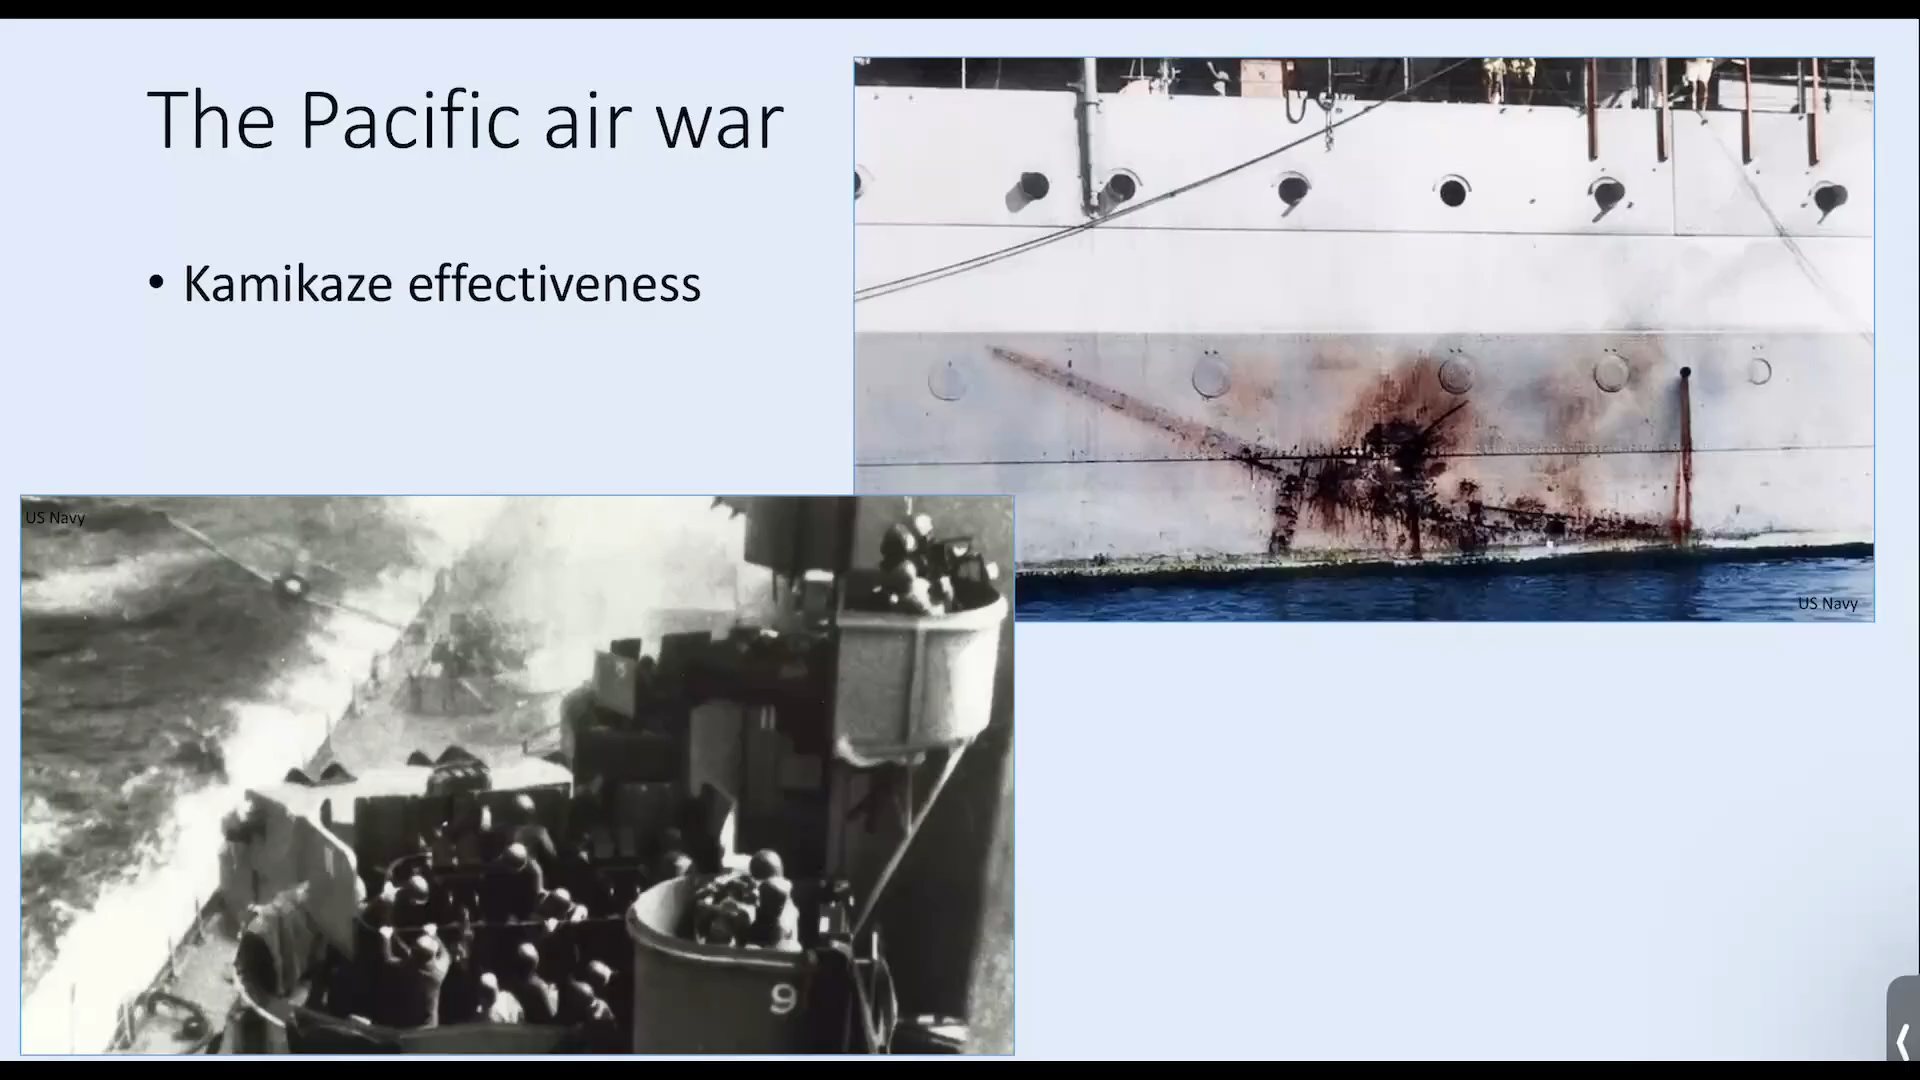 The Pacific air war
• Kamikaze effectiveness
US Navy
US Navy
9